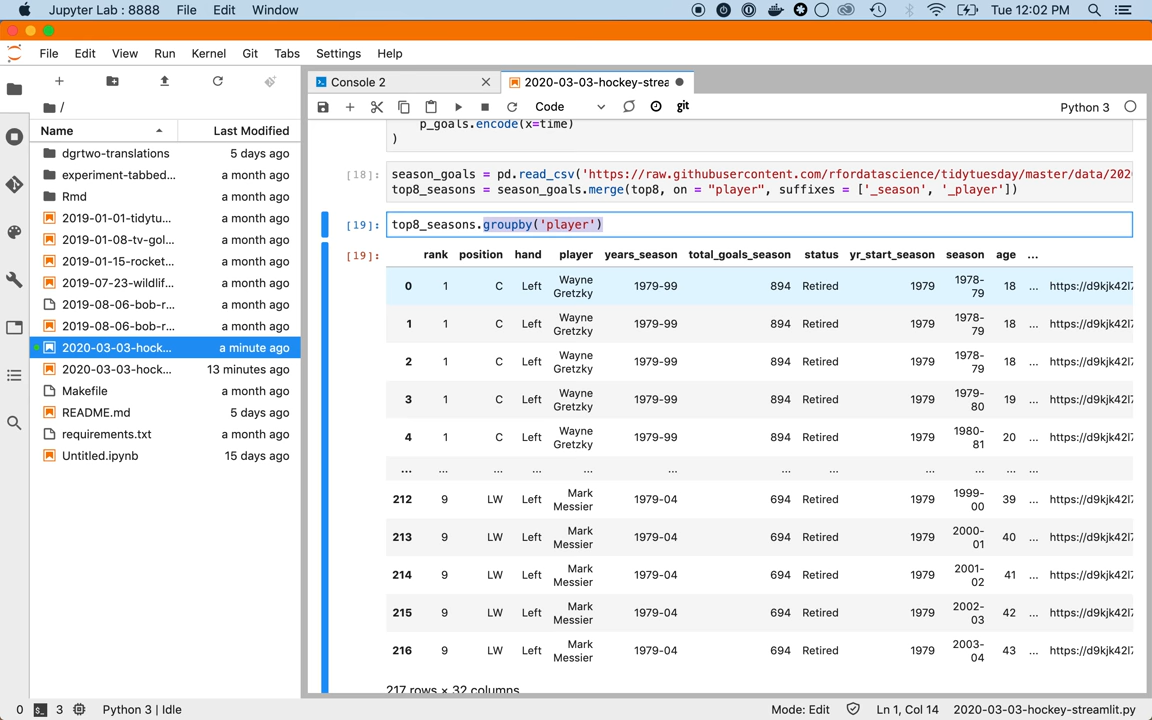 Jupyter Lab : 8888 File Edit Window Tue 12:02 PM
File Edit View Run Kernel Git Tabs Settings Help
Console 2 2020-03-03-hockey-strea
/ Code git Python 3
Name Last Modified
dgrtwo-translations 5 days ago
experiment-tabbed... a month ago
Rmd a month ago
2019-01-01-tidytu... a month ago
2019-01-08-tv-gol... a month ago
2019-01-15-rocket... a month ago
2019-07-23-wildlif... a month ago
2019-08-06-bob-r... a month ago
2019-08-06-bob-r... a month ago
2020-03-03-hock... a minute ago
2020-03-03-hock... 13 minutes ago
Makefile a month ago
README.md 5 days ago
requirements.txt a month ago
Untitled.ipynb 15 days ago
p_goals.encode(x=time)
)
[18]: season_goals = pd.read_csv('https://raw.githubusercontent.com/rfordatascience/tidytuesday/master/data/202
top8_seasons = season_goals.merge(top8, on = "player", suffixes = ['_season', '_player'])
[19]: top8_seasons.groupby('player')
[19]: rank position hand player years_season total_goals_season status yr_start_season season age ...
0 1 C Left Wayne Gretzky 1979-99 894 Retired 1979 1978-79 18 ... https://d9kjk42l7
1 1 C Left Wayne Gretzky 1979-99 894 Retired 1979 1978-79 18 ... https://d9kjk42l7
2 1 C Left Wayne Gretzky 1979-99 894 Retired 1979 1978-79 18 ... https://d9kjk42l7
3 1 C Left Wayne Gretzky 1979-99 894 Retired 1979 1979-80 19 ... https://d9kjk42l7
4 1 C Left Wayne Gretzky 1979-99 894 Retired 1979 1980-81 20 ... https://d9kjk42l7
... ... ... ... ... ... ... ... ... ... ... ...
212 9 LW Left Mark Messier 1979-04 694 Retired 1979 1999-00 39 ... https://d9kjk42l7
213 9 LW Left Mark Messier 1979-04 694 Retired 1979 2000-01 40 ... https://d9kjk42l7
214 9 LW Left Mark Messier 1979-04 694 Retired 1979 2001-02 41 ... https://d9kjk42l7
215 9 LW Left Mark Messier 1979-04 694 Retired 1979 2002-03 42 ... https://d9kjk42l7
216 9 LW Left Mark Messier 1979-04 694 Retired 1979 2003-04 43 ... https://d9kjk42l7
217 rows × 32 columns
0 3 Python 3 | Idle Mode: Edit Ln 1, Col 14 2020-03-03-hockey-streamlit.py